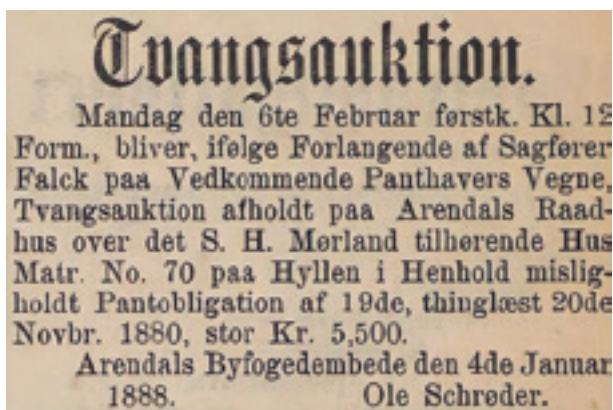 Tvangsauktion.
Mandag den 6te Februar førstk. Kl. 12
Form., bliver, ifølge Forlangende af Sagfører
Falck paa Vedkommende Panthavers Vegne,
Tvangsauktion afholdt paa Arendals Raad-
hus over det S. H. Mørland tilhørende Hus
Matr. No. 70 paa Hyllen i Henhold mislig-
holdt Pantobligation af 19de, thinglæst 20de
Novbr. 1880, stor Kr. 5,500.
Arendals Byfogedembede den 4de Januar
1888. Ole Schrøder.